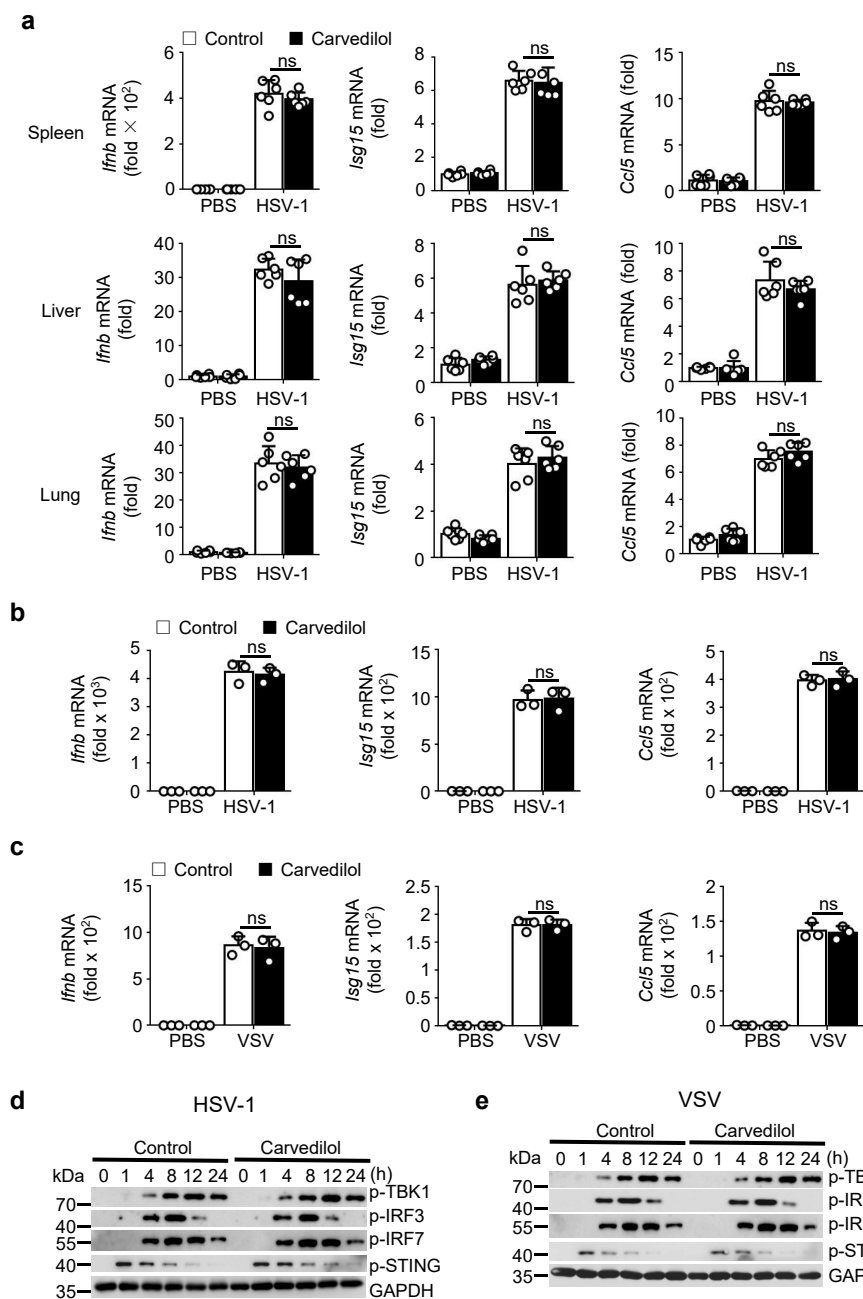 a
Control Carvedilol
Spleen
Ifnb mRNA
(fold × 10²)
6
4
2
0
ns
PBS HSV-1
Isg15 mRNA
(fold)
8
6
4
2
0
ns
PBS HSV-1
Ccl5 mRNA (fold)
15
10
5
0
ns
PBS HSV-1
Liver
Ifnb mRNA
(fold)
40
30
20
10
0
ns
PBS HSV-1
Isg15 mRNA
(fold)
8
6
4
2
0
ns
PBS HSV-1
Ccl5 mRNA (fold)
10
8
6
4
2
0
ns
PBS HSV-1
Lung
Ifnb mRNA
(fold)
50
40
30
20
10
0
ns
PBS HSV-1
Isg15 mRNA
(fold)
6
4
2
0
ns
PBS HSV-1
Ccl5 mRNA (fold)
10
8
6
4
2
0
ns
PBS HSV-1
b
Control Carvedilol
Ifnb mRNA
(fold x 10³)
5
4
3
2
1
0
ns
PBS HSV-1
Isg15 mRNA
(fold x 10²)
15
10
5
0
ns
PBS HSV-1
Ccl5 mRNA
(fold x 10²)
5
4
3
2
1
0
ns
PBS HSV-1
c
Control Carvedilol
Ifnb mRNA
(fold x 10²)
15
10
5
0
ns
PBS VSV
Isg15 mRNA
(fold x 10²)
2.5
2
1.5
1
0.5
0
ns
PBS VSV
Ccl5 mRNA
(fold x 10²)
2
1.5
1
0.5
0
ns
PBS VSV
d
HSV-1
Control Carvedilol
kDa 0 1 4 8 12 24 0 1 4 8 12 24 (h)
70 p-TBK1
40 p-IRF3
55 p-IRF7
40 p-STING
35 GAPDH
e
VSV
Control Carvedilol
kDa 0 1 4 8 12 24 0 1 4 8 12 24
70 p-TB
40 p-IR
55 p-IR
40 p-ST
35 GAP